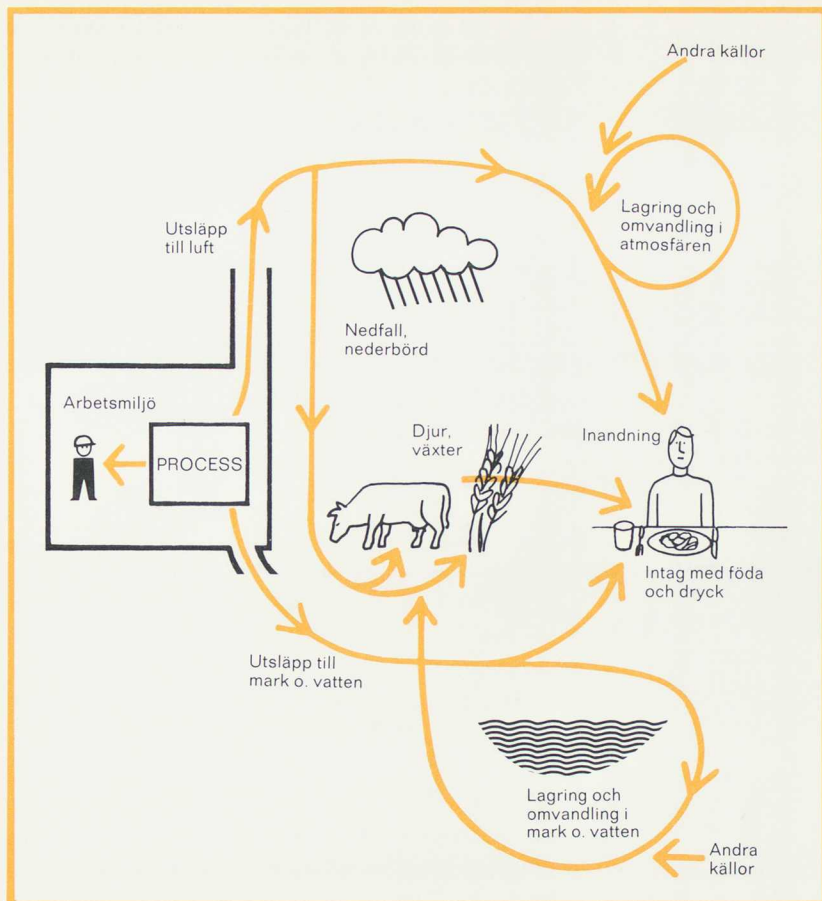 Andra källor
Lagring och
omvandling i
atmosfären
Utsläpp
till luft
Nedfall,
nederbörd
Arbetsmiljö
PROCESS
Djur,
växter
Inandning
Intag med föda
och dryck
Utsläpp till
mark o. vatten
Lagring och
omvandling i
mark o. vatten
Andra
källor